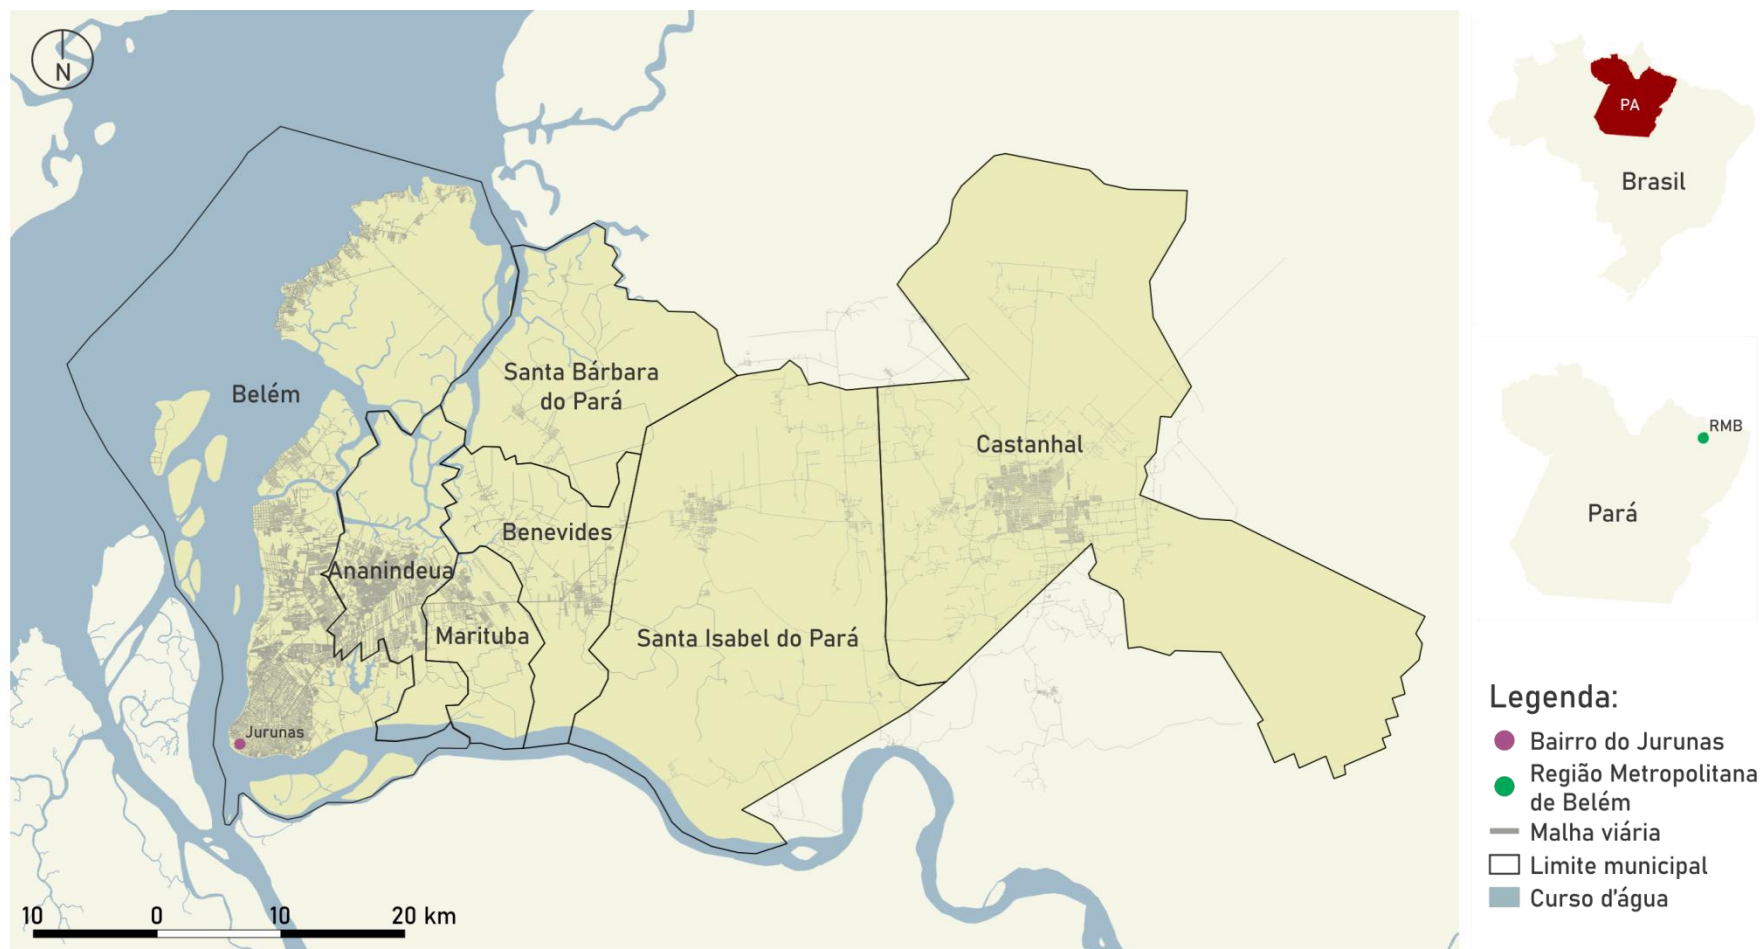 N
Belém
Santa Bárbara
do Pará
Castanhal
Benevides
Ananindeua
Marituba
Santa Isabel do Pará
Jurunas
10 0 10 20 km
PA
Brasil
RMB
Pará
Legenda:
Bairro do Jurunas
Região Metropolitana
de Belém
Malha viária
Limite municipal
Curso d'água